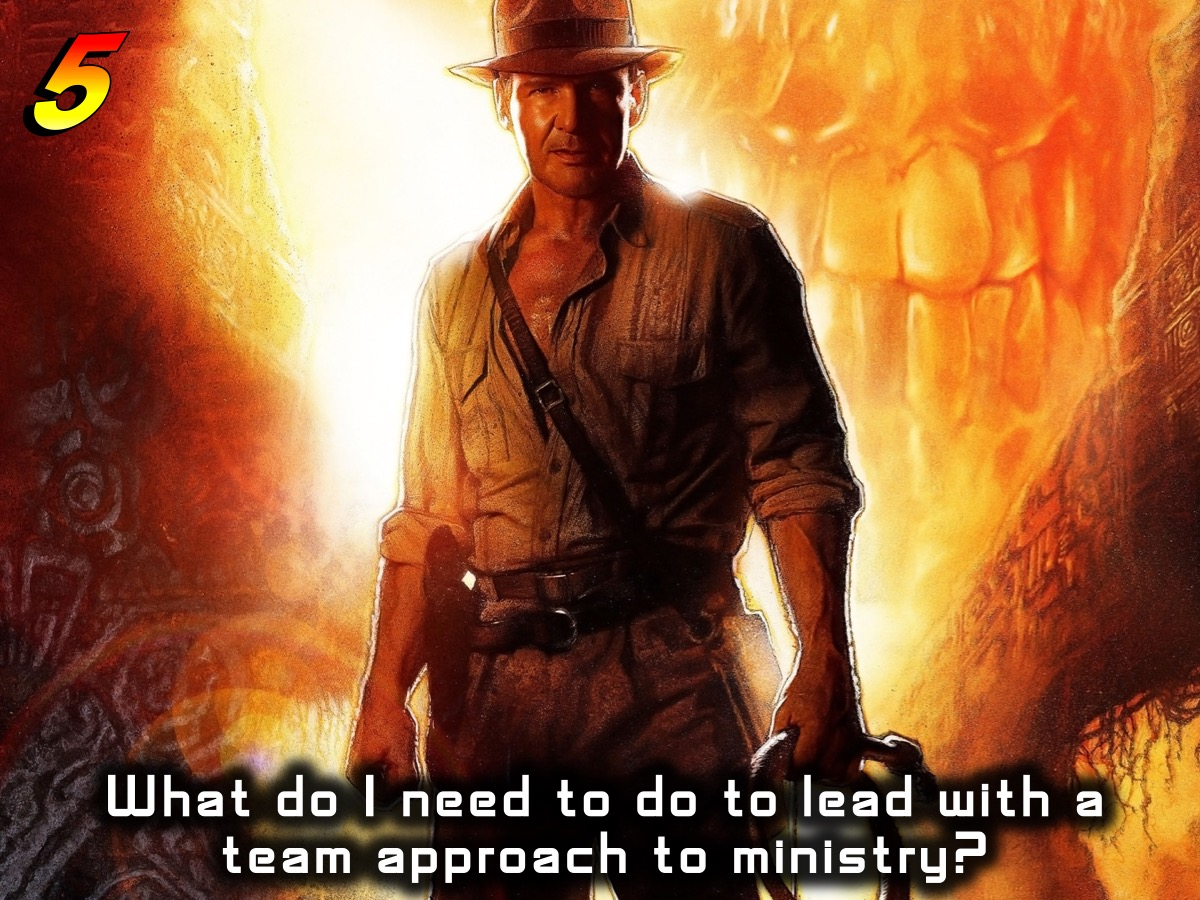 5
What do I need to do to lead with a
team approach to ministry?